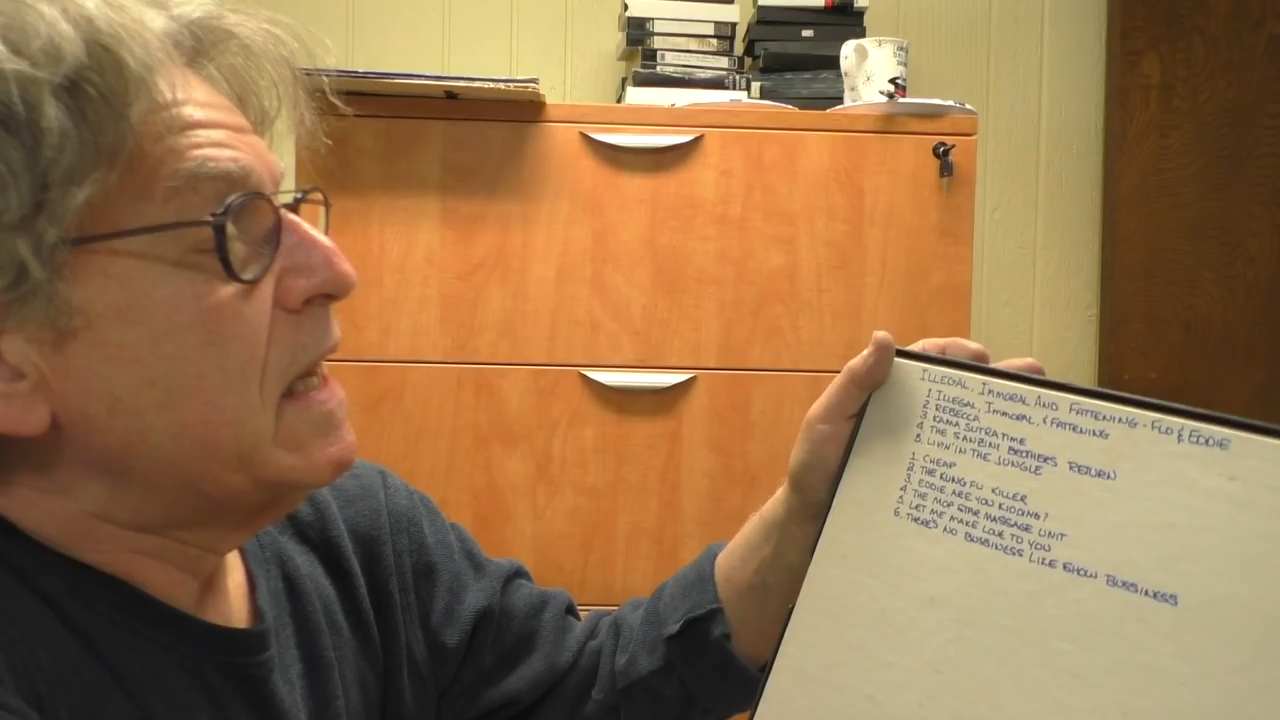 ILLEGAL, IMMORAL AND FATTENING - FLO & EDDIE
1. ILLEGAL, IMMORAL, & FATTENING
2. REBECCA
3. KAMA SUTRA TIME
4. THE SANZINI BROTHERS RETURN
5. LIVIN' IN THE JUNGLE
1. CHEAP
2. THE KUNG FU KILLER
3. EDDIE, ARE YOU KIDDING?
4. THE MOP STAR MASSAGE UNIT
5. LET ME MAKE LOVE TO YOU
6. THERE'S NO BUSSINESS LIKE SHOW BUSSINESS